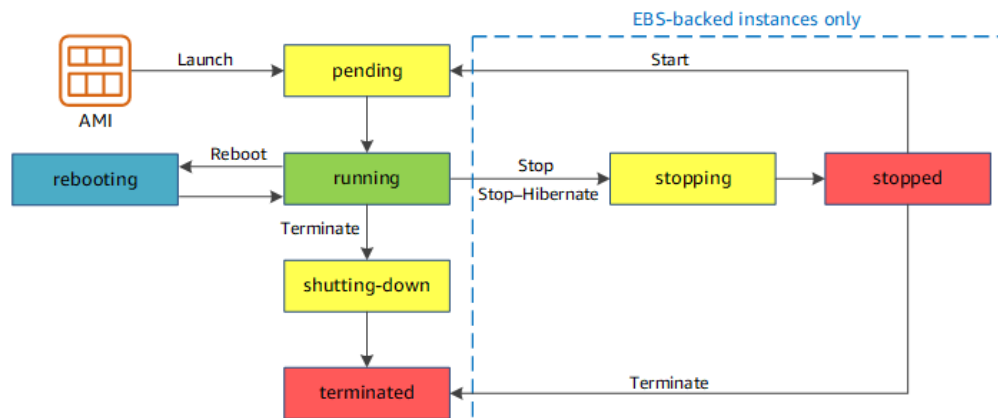 EBS-backed instances only
Launch
pending
Start
AMI
Reboot
rebooting
running
Stop
Stop–Hibernate
stopping
stopped
Terminate
shutting-down
terminated
Terminate